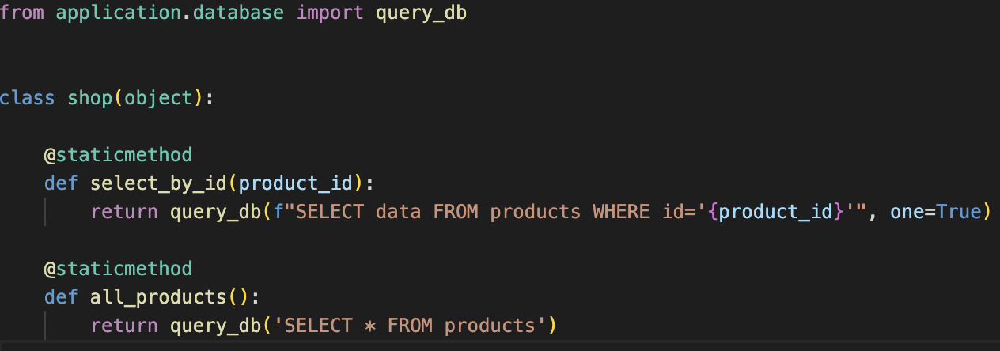 from application.database import query_db
class shop(object):
@staticmethod
def select_by_id(product_id):
return query_db(f"SELECT data FROM products WHERE id='{product_id}'", one=True)
@staticmethod
def all_products():
return query_db('SELECT * FROM products')